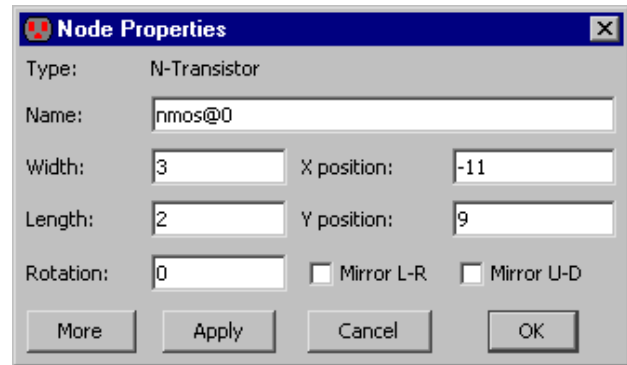 Node Properties
Type: N-Transistor
Name: nmos@0
Width: 3 X position: -11
Length: 2 Y position: 9
Rotation: 0 Mirror L-R Mirror U-D
More Apply Cancel OK